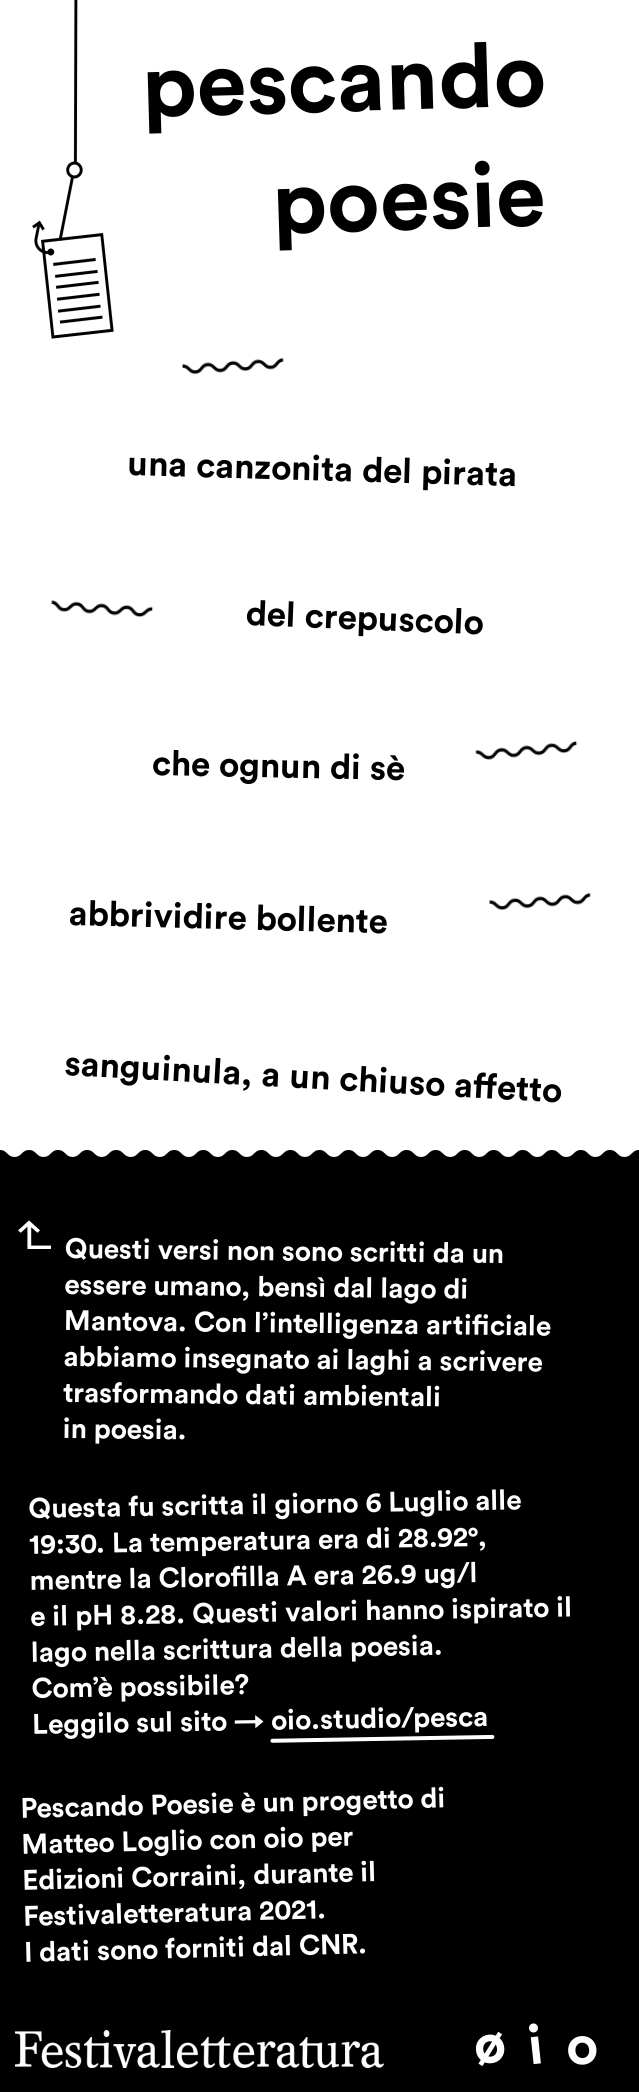 pescando
poesie
una canzonita del pirata
del crepuscolo
che ognun di sè
abbrividire bollente
sanguinula, a un chiuso affetto
Questi versi non sono scritti da un
essere umano, bensì dal lago di
Mantova. Con l’intelligenza artificiale
abbiamo insegnato ai laghi a scrivere
trasformando dati ambientali
in poesia.
Questa fu scritta il giorno 6 Luglio alle
19:30. La temperatura era di 28.92°,
mentre la Clorofilla A era 26.9 ug/l
e il pH 8.28. Questi valori hanno ispirato il
lago nella scrittura della poesia.
Com’è possibile?
Leggilo sul sito → oio.studio/pesca
Pescando Poesie è un progetto di
Matteo Loglio con oio per
Edizioni Corraini, durante il
Festivaletteratura 2021.
I dati sono forniti dal CNR.
Festivaletteratura øio